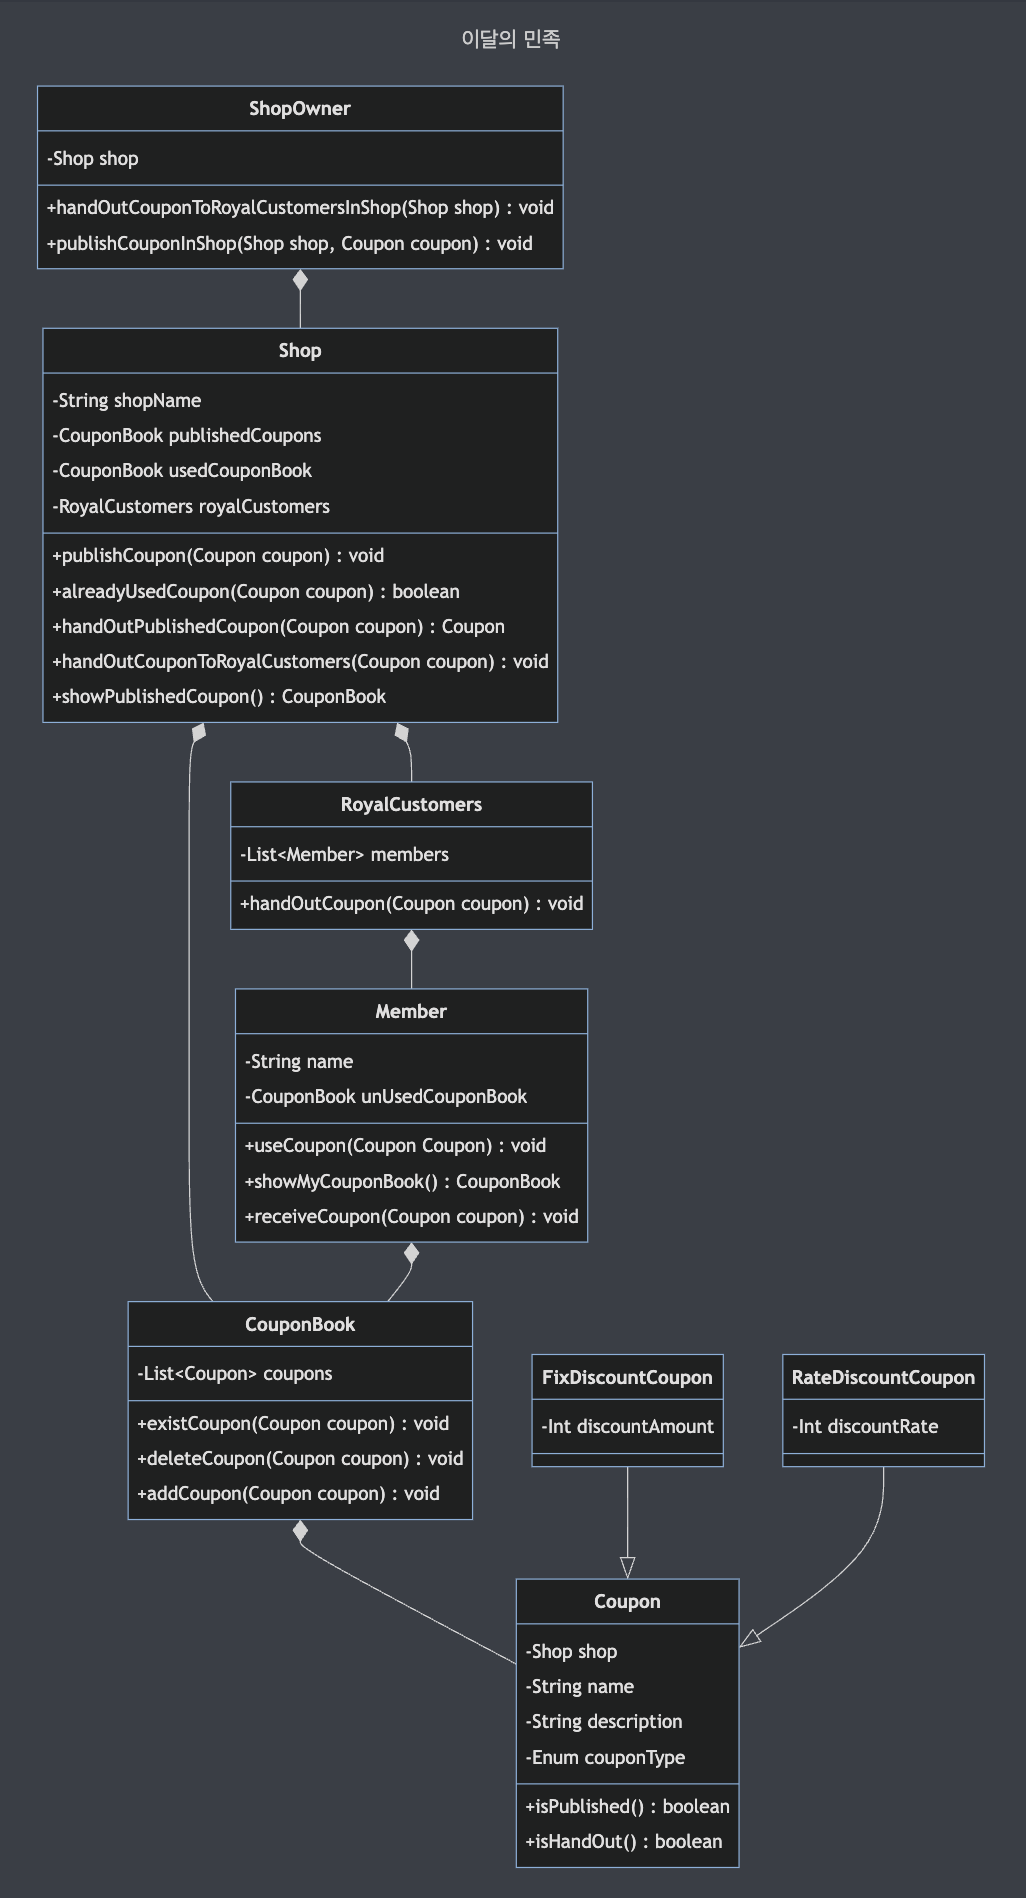 이달의 민족
ShopOwner
-Shop shop
+handOutCouponToRoyalCustomersInShop(Shop shop) : void
+publishCouponInShop(Shop shop, Coupon coupon) : void
Shop
-String shopName
-CouponBook publishedCoupons
-CouponBook usedCouponBook
-RoyalCustomers royalCustomers
+publishCoupon(Coupon coupon) : void
+alreadyUsedCoupon(Coupon coupon) : boolean
+handOutPublishedCoupon(Coupon coupon) : Coupon
+handOutCouponToRoyalCustomers(Coupon coupon) : void
+showPublishedCoupon() : CouponBook
RoyalCustomers
-List<Member> members
+handOutCoupon(Coupon coupon) : void
Member
-String name
-CouponBook unUsedCouponBook
+useCoupon(Coupon Coupon) : void
+showMyCouponBook() : CouponBook
+receiveCoupon(Coupon coupon) : void
CouponBook
-List<Coupon> coupons
+existCoupon(Coupon coupon) : void
+deleteCoupon(Coupon coupon) : void
+addCoupon(Coupon coupon) : void
FixDiscountCoupon
-Int discountAmount
RateDiscountCoupon
-Int discountRate
Coupon
-Shop shop
-String name
-String description
-Enum couponType
+isPublished() : boolean
+isHandOut() : boolean